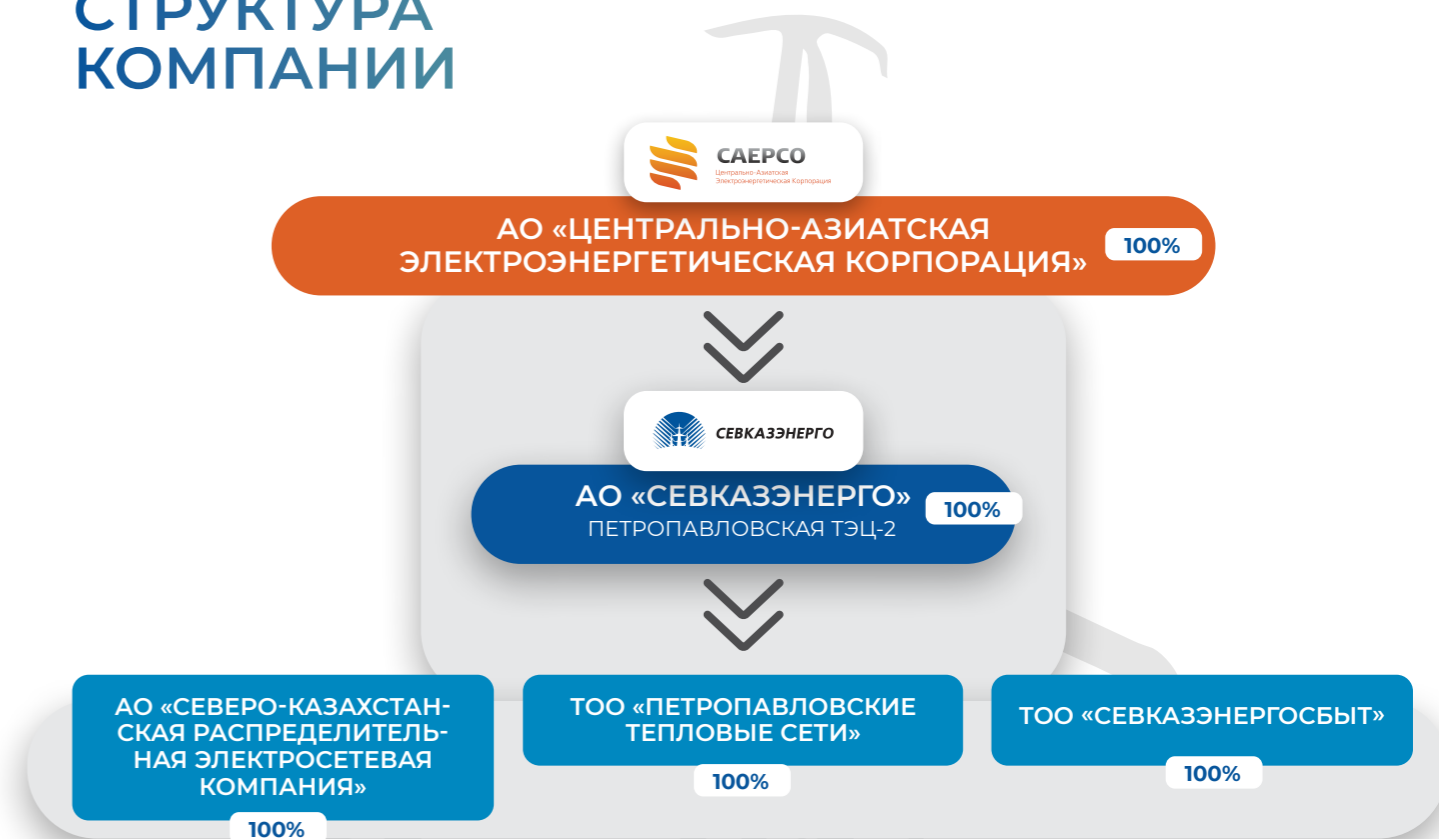 СТРУКТУРА
КОМПАНИИ
CAEPCO
Центрально-Азиатская
Электроэнергетическая Корпорация
АО «ЦЕНТРАЛЬНО-АЗИАТСКАЯ
ЭЛЕКТРОЭНЕРГЕТИЧЕСКАЯ КОРПОРАЦИЯ»
100%
СЕВКАЗЭНЕРГО
АО «СЕВКАЗЭНЕРГО»
ПЕТРОПАВЛОВСКАЯ ТЭЦ-2
100%
АО «СЕВЕРО-КАЗАХСТАН-
СКАЯ РАСПРЕДЕЛИТЕЛЬ-
НАЯ ЭЛЕКТРОСЕТЕВАЯ
КОМПАНИЯ»
100%
ТОО «ПЕТРОПАВЛОВСКИЕ
ТЕПЛОВЫЕ СЕТИ»
100%
ТОО «СЕВКАЗЭНЕРГОСБЫТ»
100%